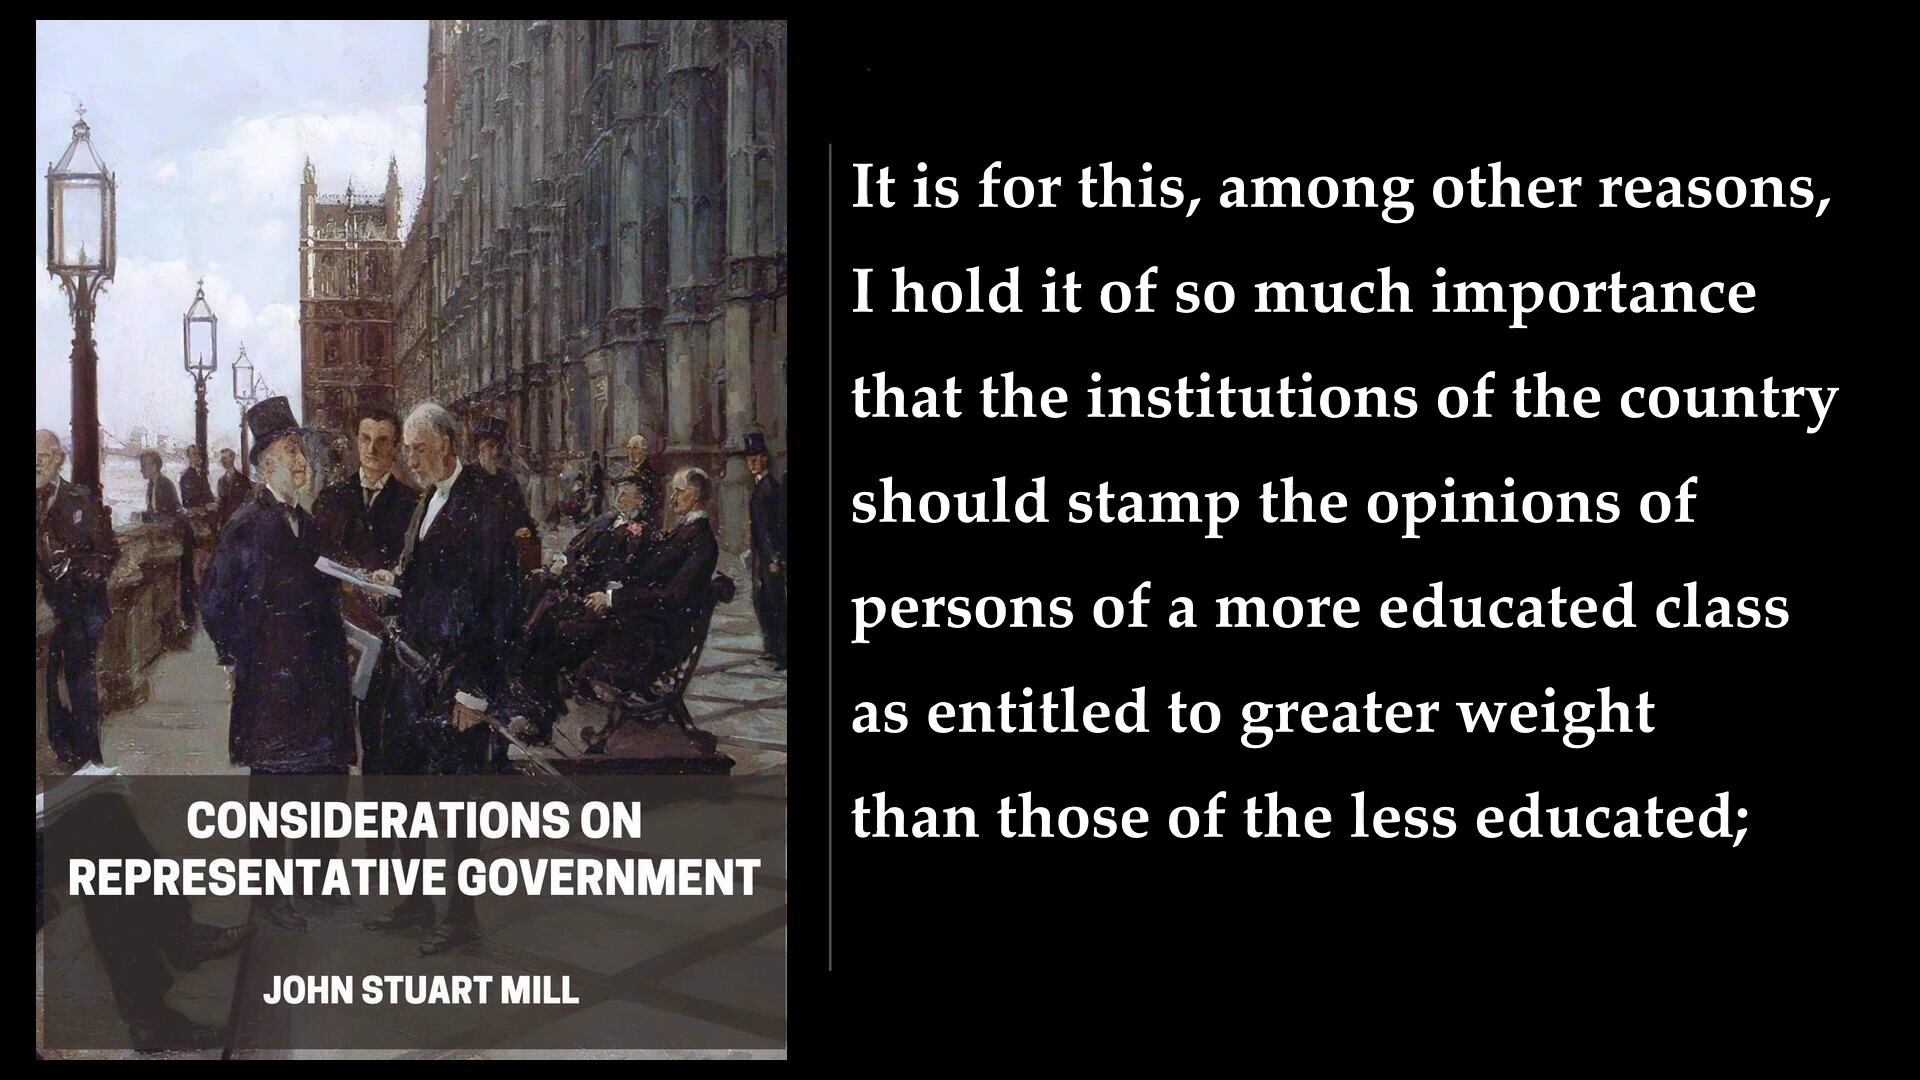 CONSIDERATIONS ON
REPRESENTATIVE GOVERNMENT
JOHN STUART MILL
It is for this, among other reasons,
I hold it of so much importance
that the institutions of the country
should stamp the opinions of
persons of a more educated class
as entitled to greater weight
than those of the less educated;